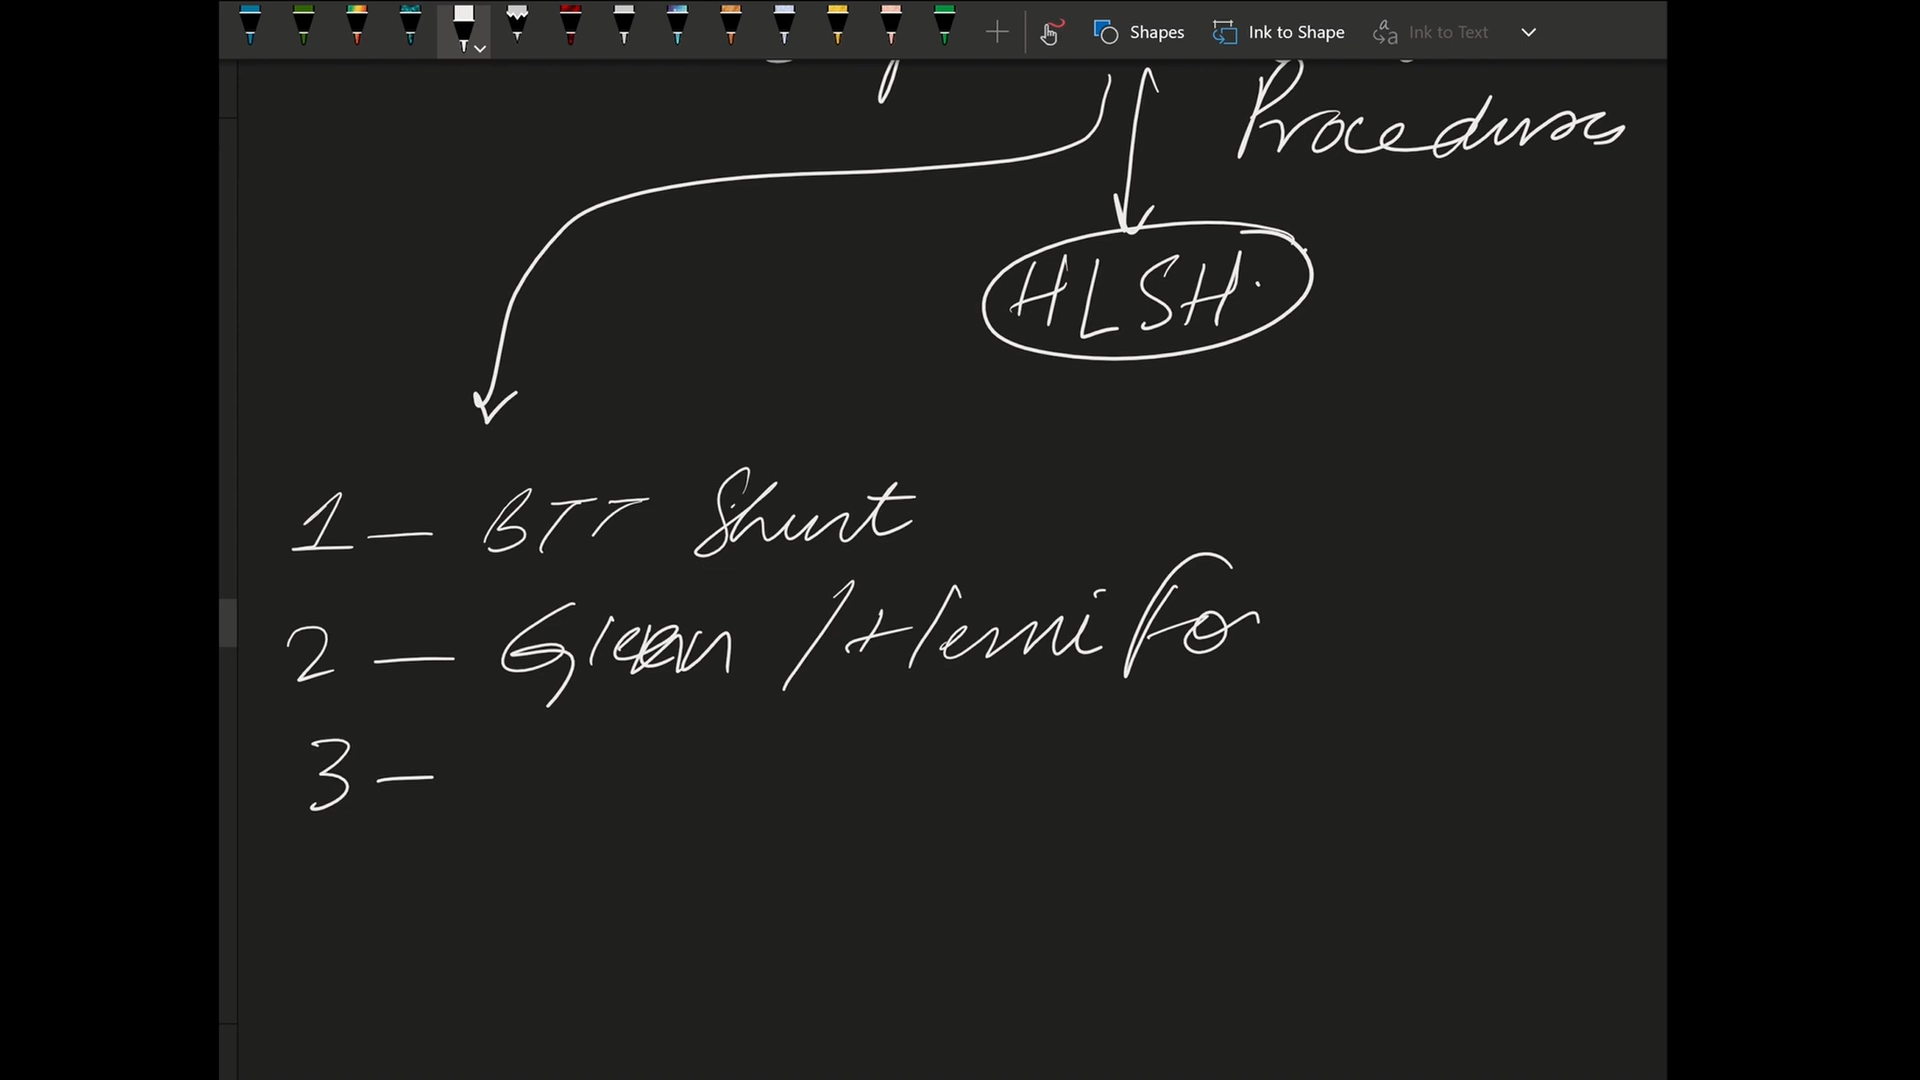 Shapes Ink to Shape Ink to Text
Procedures
HLSH.
1 — BTT Shunt
2 — Glenn / Hemi Fo
3 —